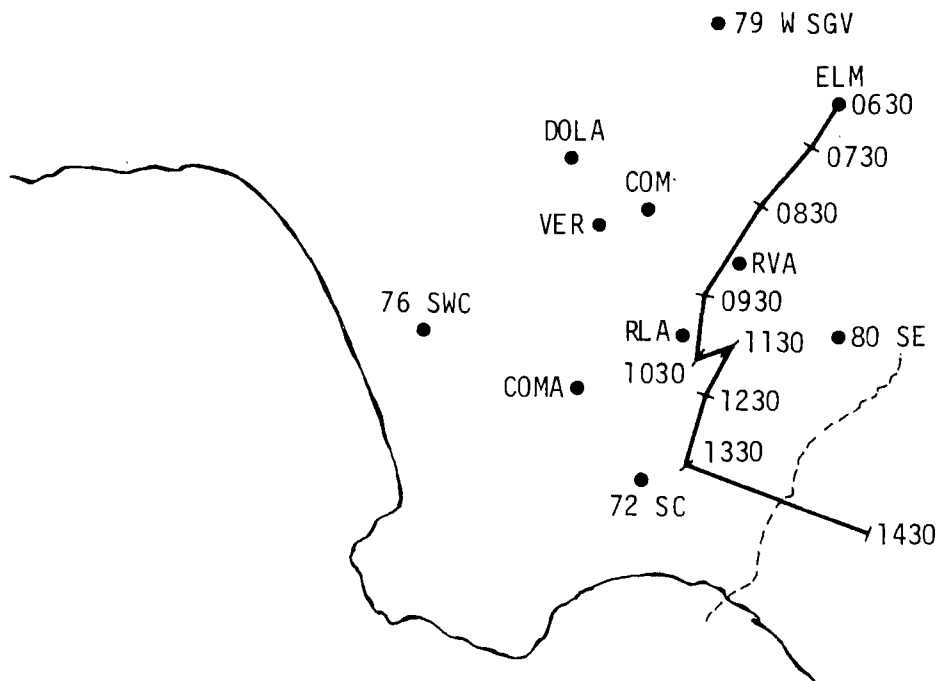 79 W SGV
ELM
0630
DOLA
0730
COM
0830
VER
RVA
76 SWC
0930
RLA
1130
80 SE
1030
COMA
1230
1330
72 SC
1430